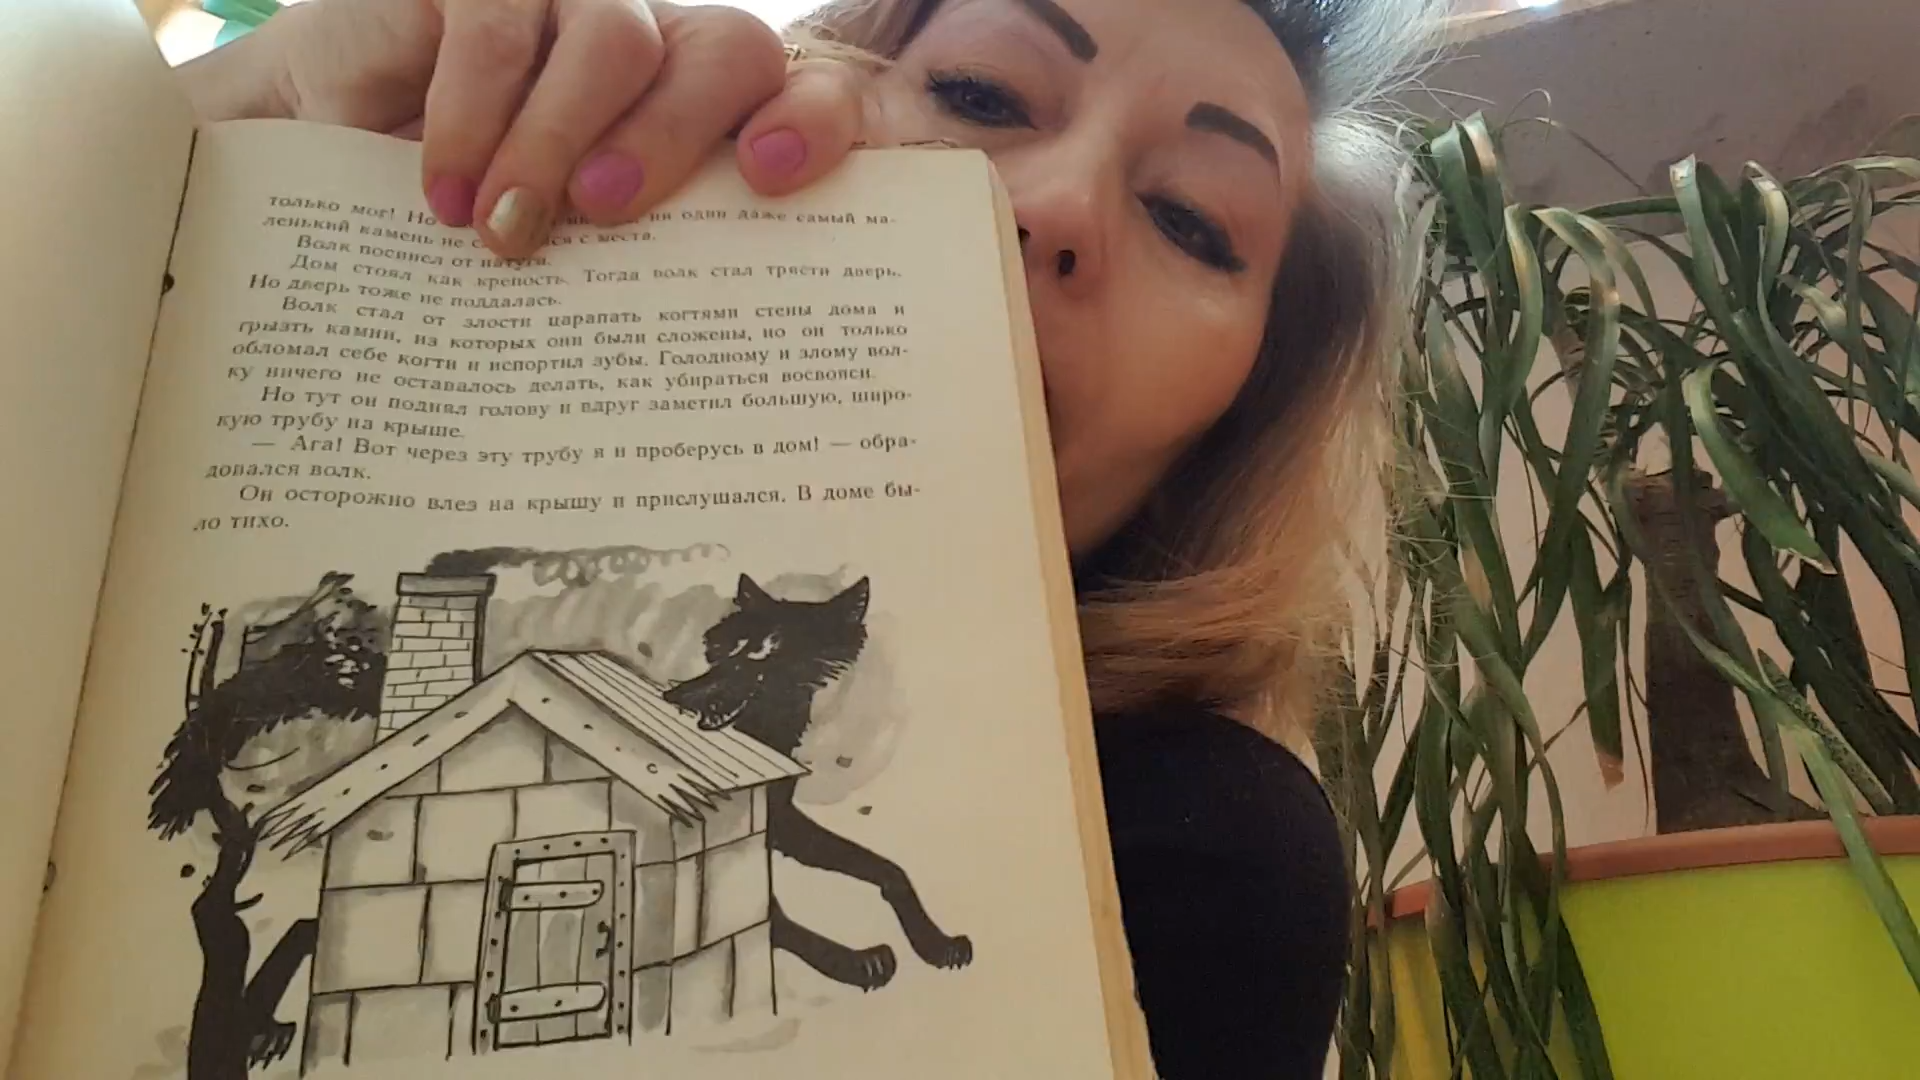 только мог! Но ни один даже самый ма-
ленький камень не с места.
Волк посинел от натуги.
Дом стоял как крепость. Тогда волк стал трясти дверь.
Но дверь тоже не поддалась.
Волк стал от злости царапать когтями стены дома и
грызть камни, из которых они были сложены, но он только
обломал себе когти и испортил зубы. Голодному и злому вол-
ку ничего не оставалось делать, как убираться восвояси.
Но тут он поднял голову и вдруг заметил большую, широ-
кую трубу на крыше.
— Ага! Вот через эту трубу я и проберусь в дом! — обра-
довался волк.
Он осторожно влез на крышу и прислушался. В доме бы-
ло тихо.